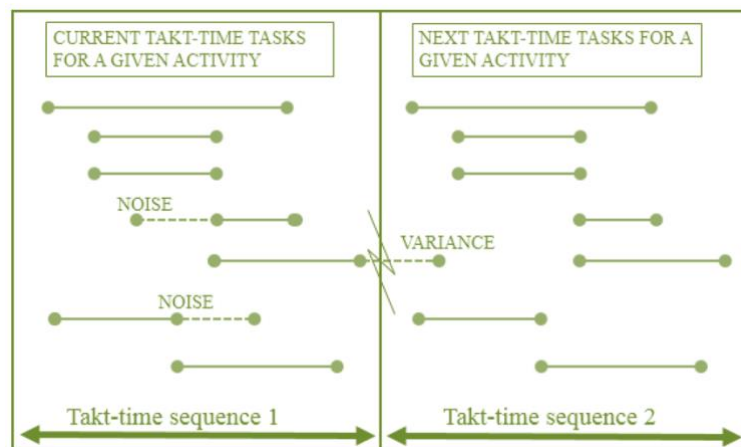 CURRENT TAKT-TIME TASKS
FOR A GIVEN ACTIVITY
NEXT TAKT-TIME TASKS FOR A
GIVEN ACTIVITY
NOISE
VARIANCE
NOISE
Takt-time sequence 1
Takt-time sequence 2